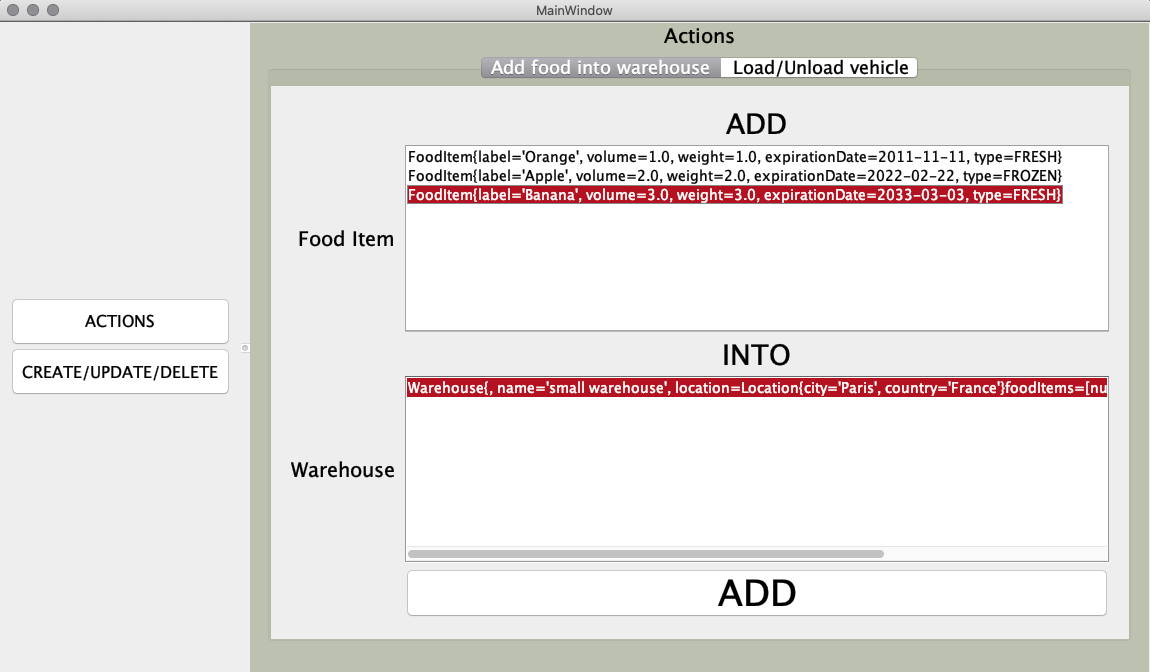 MainWindow
Actions
Add food into warehouse
Load/Unload vehicle
ADD
FoodItem{label='Orange', volume=1.0, weight=1.0, expirationDate=2011-11-11, type=FRESH}
FoodItem{label='Apple', volume=2.0, weight=2.0, expirationDate=2022-02-22, type=FROZEN}
FoodItem{label='Banana', volume=3.0, weight=3.0, expirationDate=2033-03-03, type=FRESH}
Food Item
ACTIONS
CREATE/UPDATE/DELETE
INTO
Warehouse{, name='small warehouse', location=Location{city='Paris', country='France'}foodItems=[nu
Warehouse
ADD